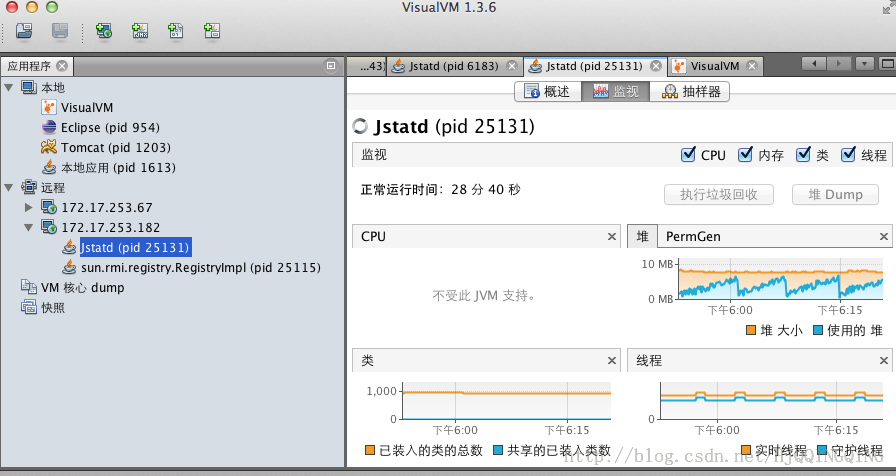 VisualVM 1.3.6
应用程序
...43) Jstatd (pid 6183) Jstatd (pid 25131) VisualVM
本地
VisualVM
Eclipse (pid 954)
Tomcat (pid 1203)
本地应用 (pid 1613)
远程
172.17.253.67
172.17.253.182
Jstatd (pid 25131)
sun.rmi.registry.RegistryImpl (pid 25115)
VM 核心 dump
快照
概述 监视 抽样器
Jstatd (pid 25131)
监视 CPU 内存 类 线程
正常运行时间: 28 分 40 秒
执行垃圾回收 堆 Dump
CPU
不受此 JVM 支持。
堆 PermGen
10 MB
0 MB
下午6:00 下午6:15
堆 大小 使用的 堆
类
1,000
0
下午6:00 下午6:15
已装入的类的总数 共享的已装入类数
线程
0
下午6:00 下午6:15
实时线程 守护线程